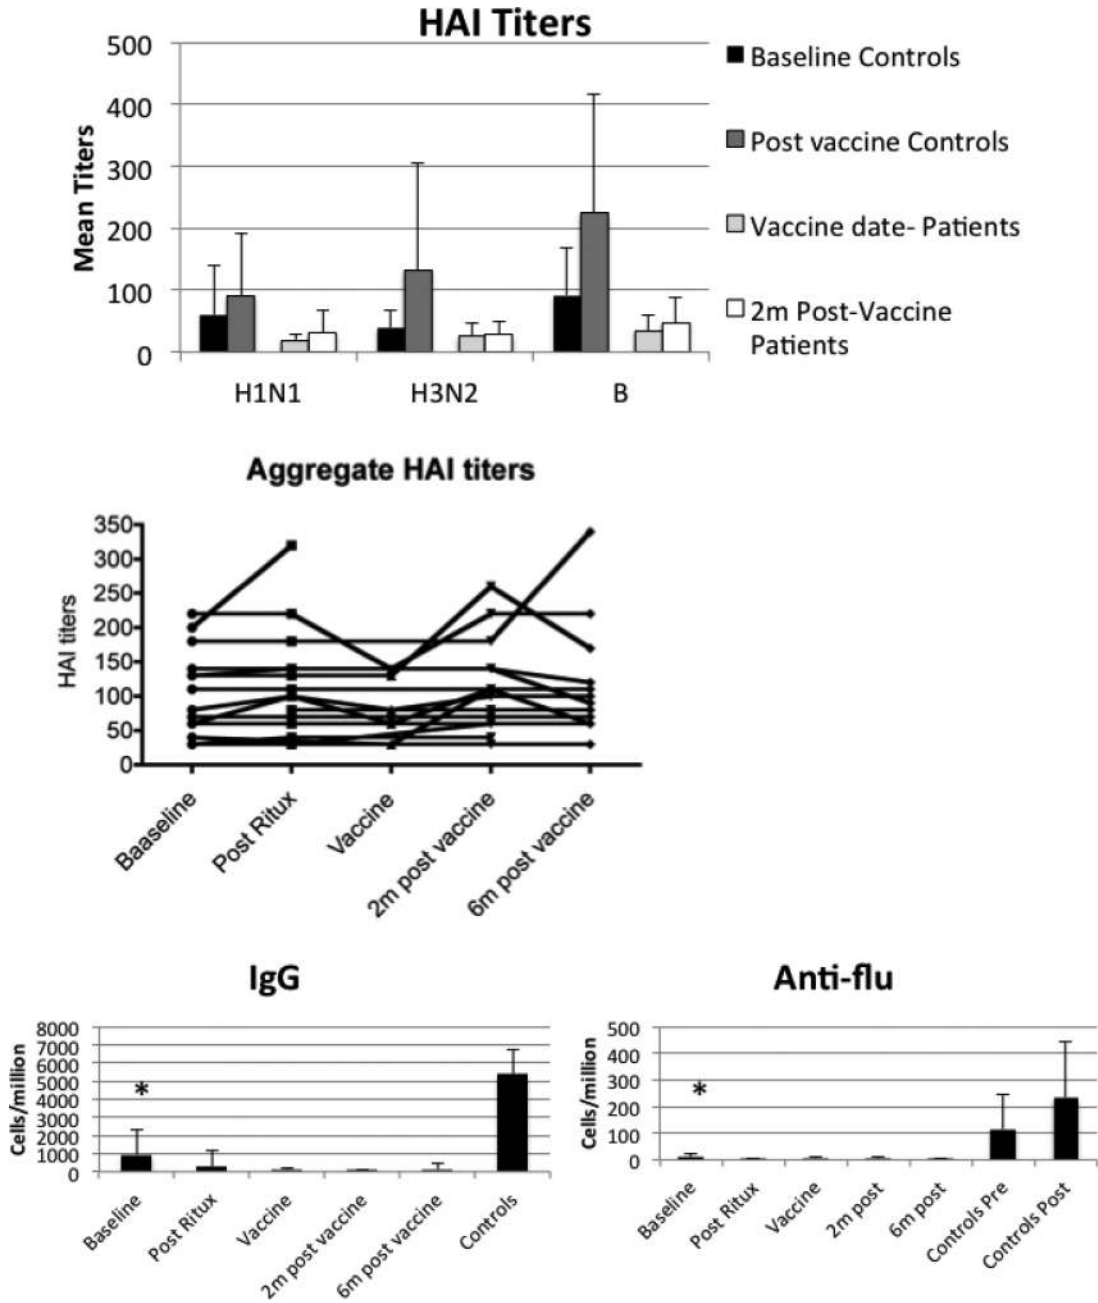 HAI Titers
500
400
300
200
100
0
Mean Titers
H1N1
H3N2
B
Baseline Controls
Post vaccine Controls
Vaccine date- Patients
2m Post-Vaccine
Patients
Aggregate HAI titers
350
300
250
200
150
100
50
0
HAI titers
Baaseline
Post Ritux
Vaccine
2m post vaccine
6m post vaccine
IgG
8000
7000
6000
5000
4000
3000
2000
1000
0
Cells/million
*
Baseline
Post Ritux
Vaccine
2m post vaccine
6m post vaccine
Controls
Anti-flu
500
400
300
200
100
0
Cells/million
*
Baseline
Post Ritux
Vaccine
2m post
6m post
Controls Pre
Controls Post